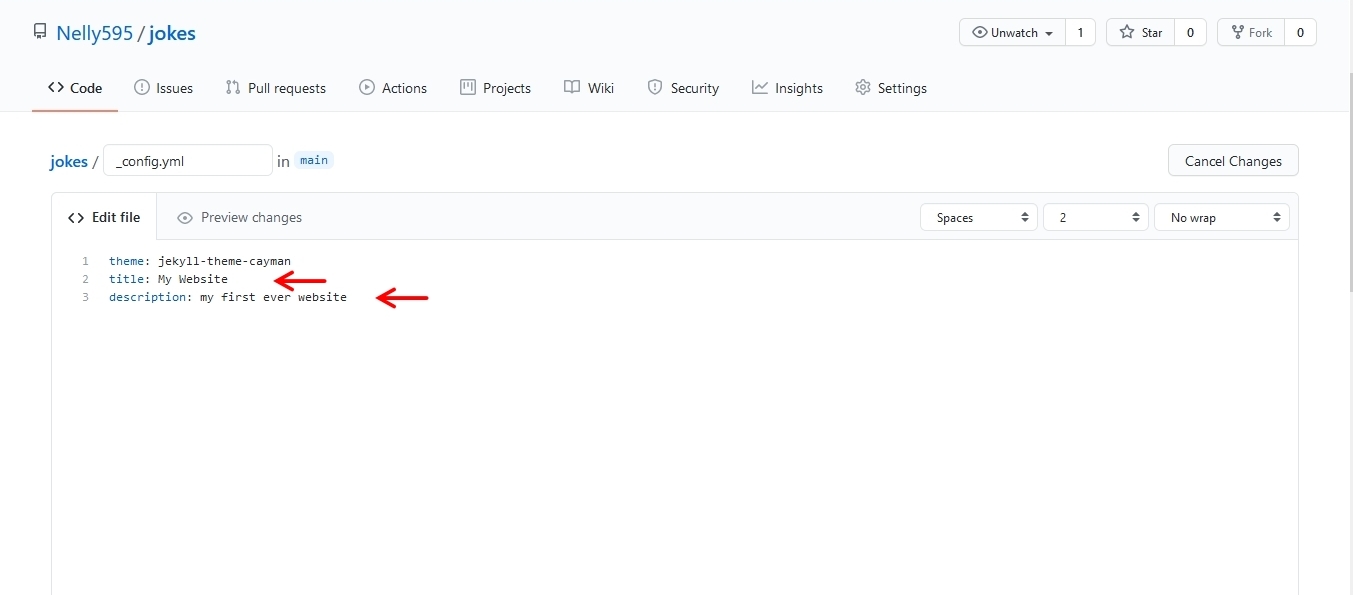 Nelly595 / jokes
Unwatch 1 Star 0 Fork 0
Code Issues Pull requests Actions Projects Wiki Security Insights Settings
jokes / _config.yml in main Cancel Changes
Edit file Preview changes Spaces 2 No wrap
1 theme: jekyll-theme-cayman
2 title: My Website
3 description: my first ever website